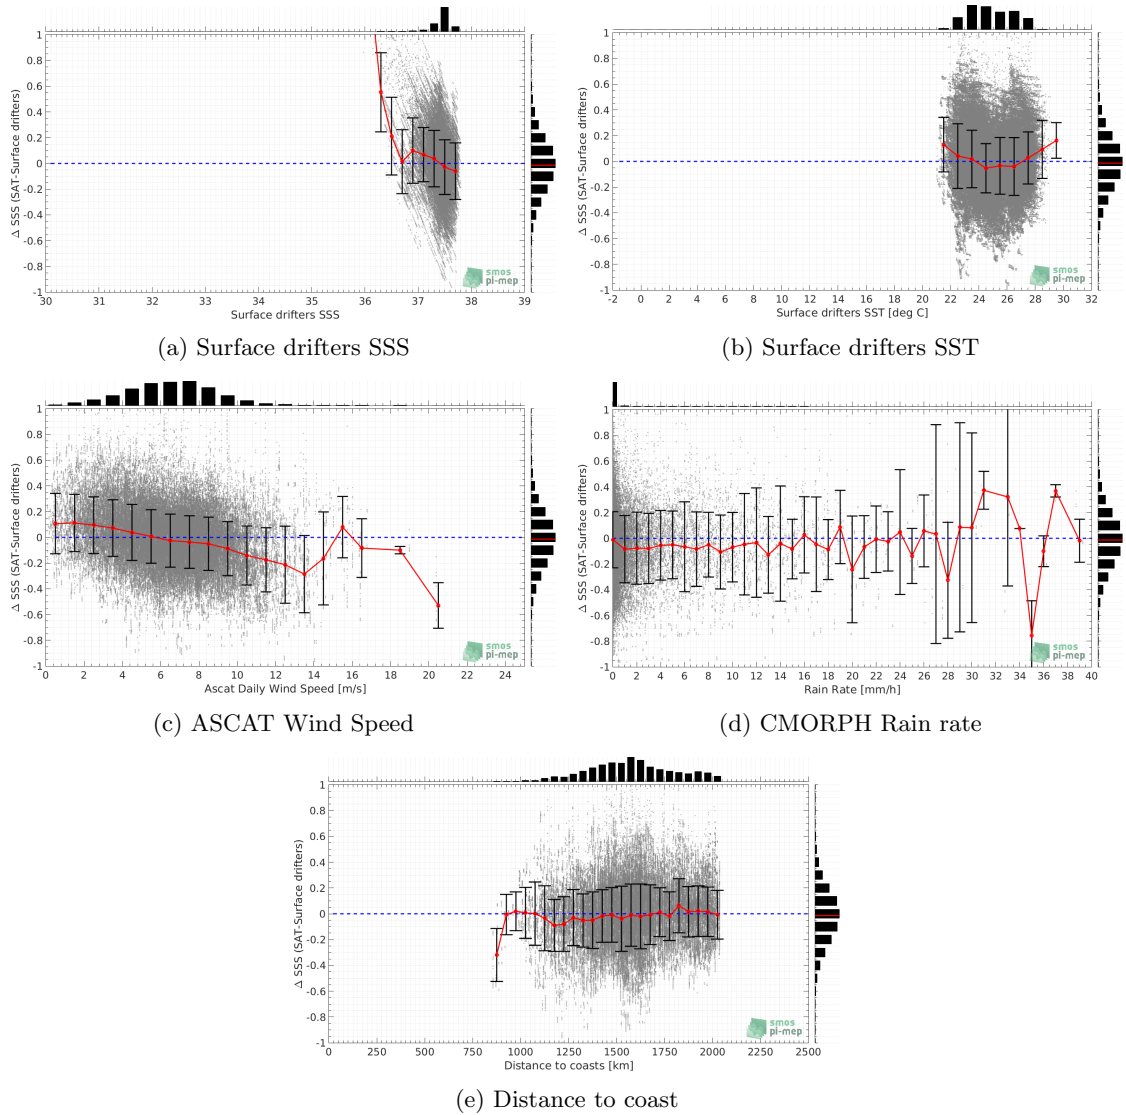 Δ SSS (SAT-Surface drifters)
1
0.8
0.6
0.4
0.2
0
-0.2
-0.4
-0.6
-0.8
-1
30 31 32 33 34 35 36 37 38 39
Surface drifters SSS
smos
pi-mep
(a) Surface drifters SSS
Δ SSS (SAT-Surface drifters)
1
0.8
0.6
0.4
0.2
0
-0.2
-0.4
-0.6
-0.8
-1
-2 0 2 4 6 8 10 12 14 16 18 20 22 24 26 28 30 32
Surface drifters SST [deg C]
smos
pi-mep
(b) Surface drifters SST
Δ SSS (SAT-Surface drifters)
1
0.8
0.6
0.4
0.2
0
-0.2
-0.4
-0.6
-0.8
-1
0 2 4 6 8 10 12 14 16 18 20 22 24
Ascat Daily Wind Speed [m/s]
smos
pi-mep
(c) ASCAT Wind Speed
Δ SSS (SAT-Surface drifters)
1
0.8
0.6
0.4
0.2
0
-0.2
-0.4
-0.6
-0.8
-1
0 2 4 6 8 10 12 14 16 18 20 22 24 26 28 30 32 34 36 38 40
Rain Rate [mm/h]
smos
pi-mep
(d) CMORPH Rain rate
Δ SSS (SAT-Surface drifters)
1
0.8
0.6
0.4
0.2
0
-0.2
-0.4
-0.6
-0.8
-1
0 250 500 750 1000 1250 1500 1750 2000 2250 2500
Distance to coasts [km]
smos
pi-mep
(e) Distance to coast